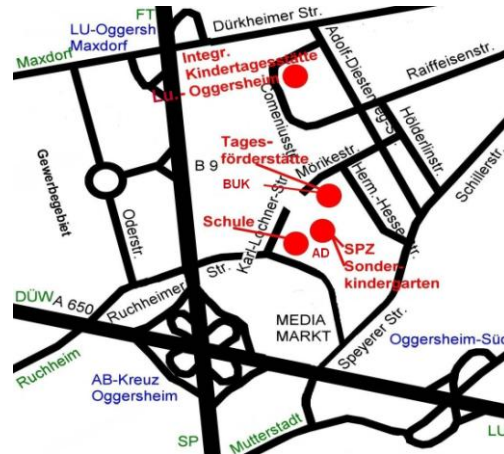 FT
LU-Oggersh
Maxdorf
Dürkheimer Str.
Maxdorf
Integr.
Kindertagesstätte
Lu.- Oggersheim
Adolf-Diesterweg-S
Raiffeisenstr.
Comeniusstr.
Hölderlinstr.
Schillerstr.
Gewerbegebiet
B 9
Tages-
förderstätte
BUK
Mörikestr.
Herm.-Hesse-Str.
Oderstr.
Karl-Lochner-Str.
Schule
AD
SPZ
Sonder-
kindergarten
DÜW
A 650
Ruchheimer Str.
MEDIA
MARKT
Speyerer Str.
Oggersheim-Süd
Ruchheim
AB-Kreuz
Oggersheim
SP
Mutterstadt
LU